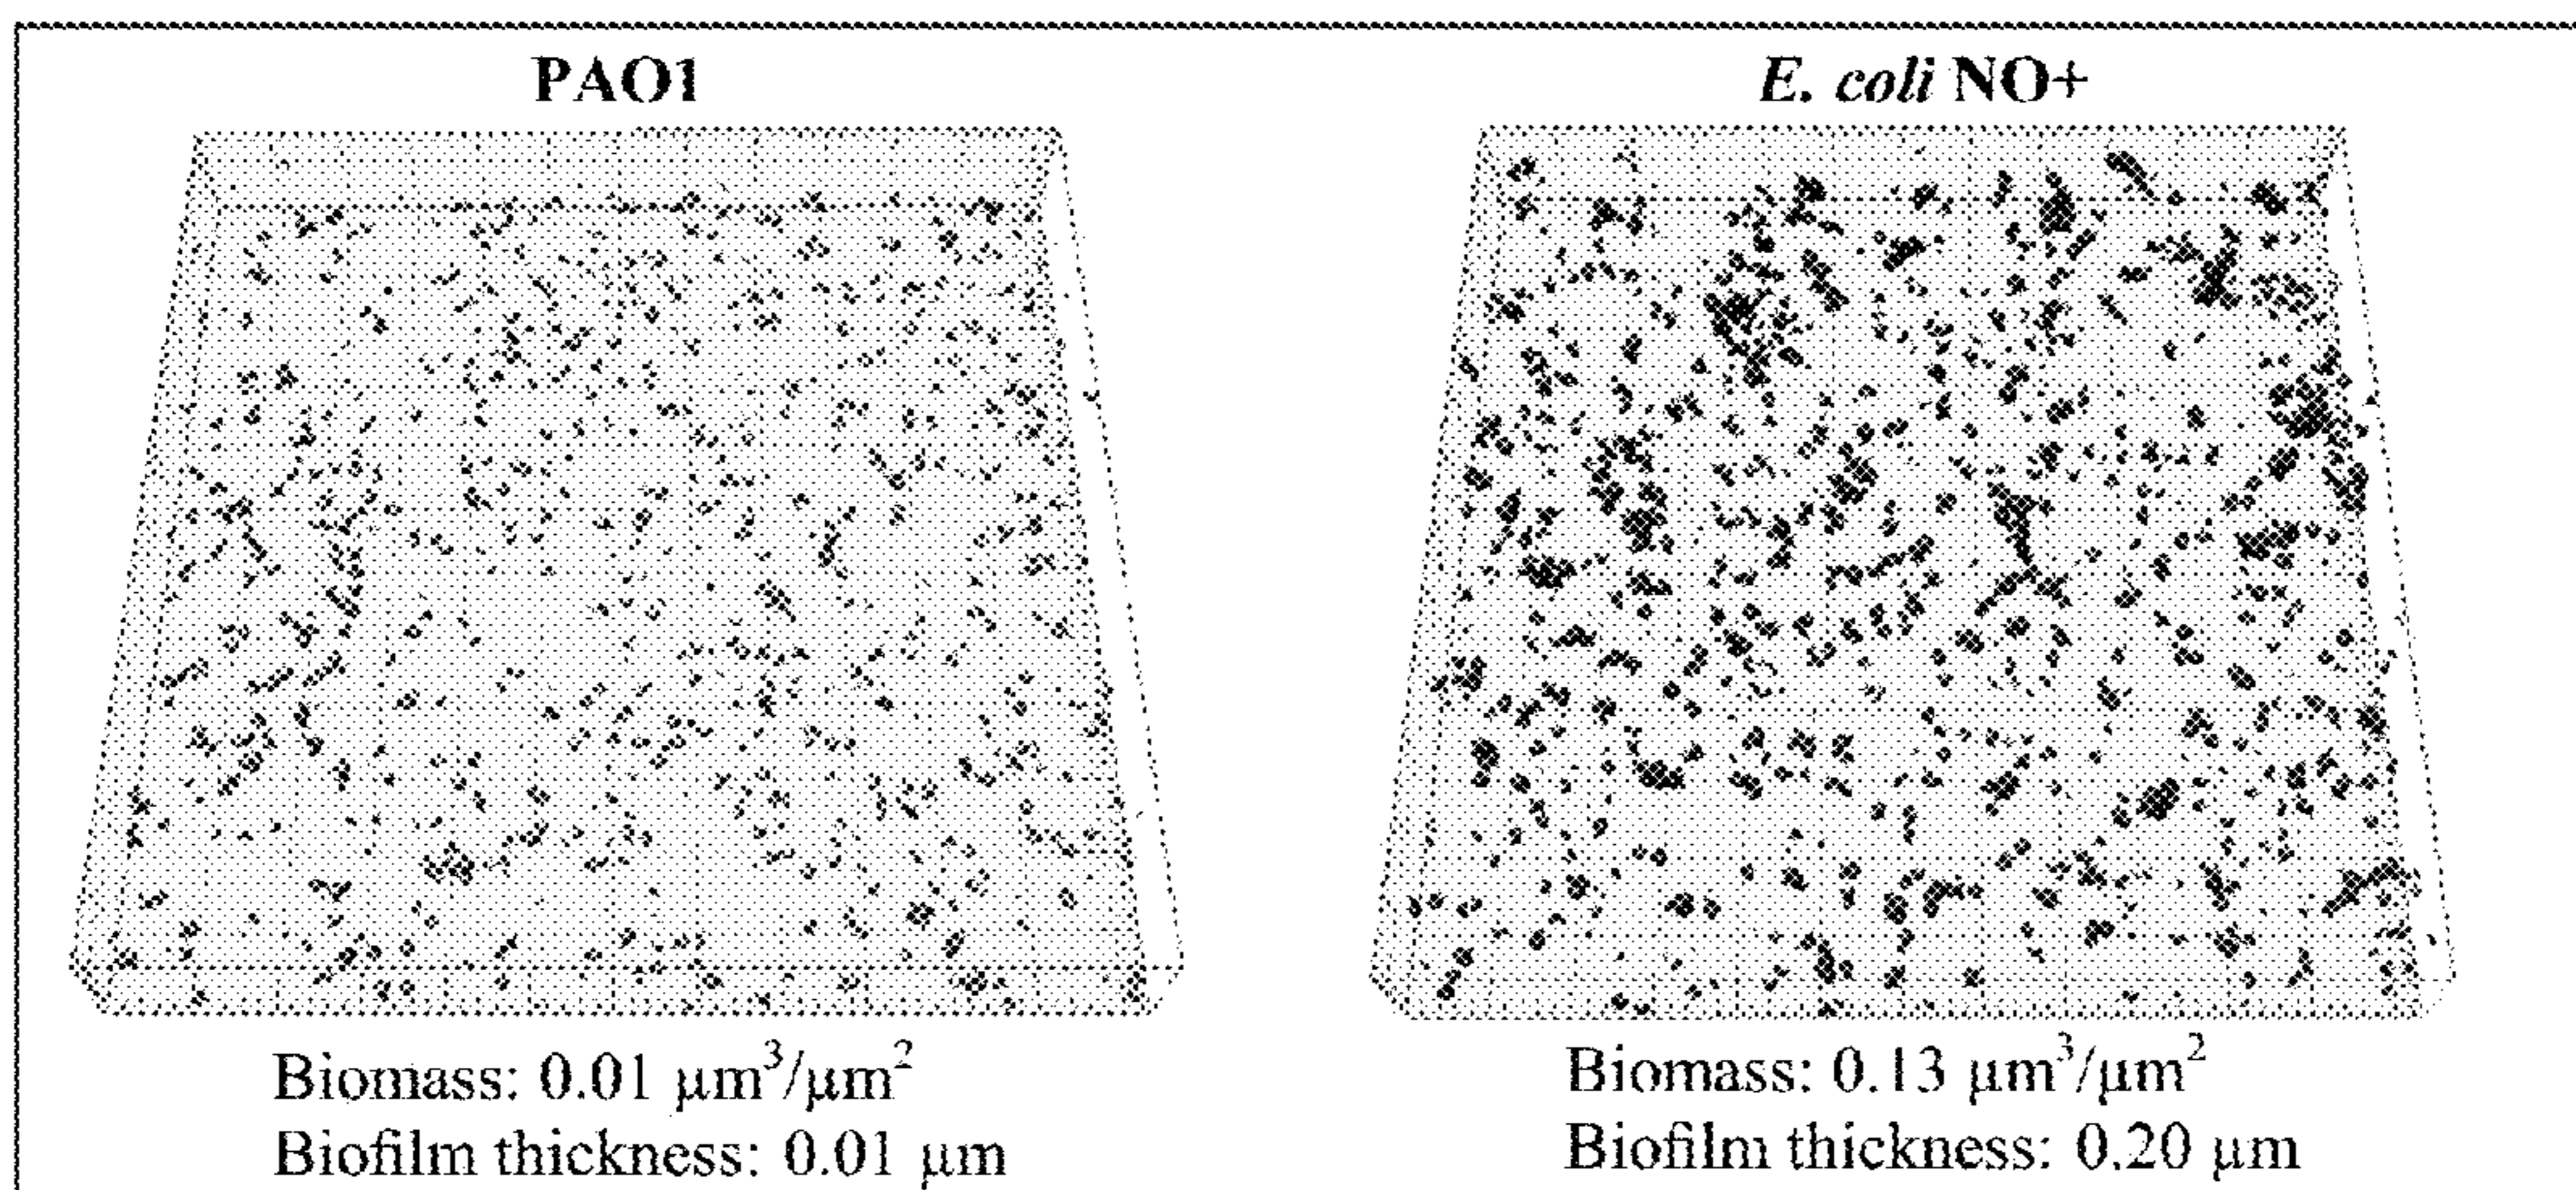 PAO1
E. coli NO+
Biomass: 0.01 μm³/μm²
Biofilm thickness: 0.01 μm
Biomass: 0.13 μm³/μm²
Biofilm thickness: 0.20 μm